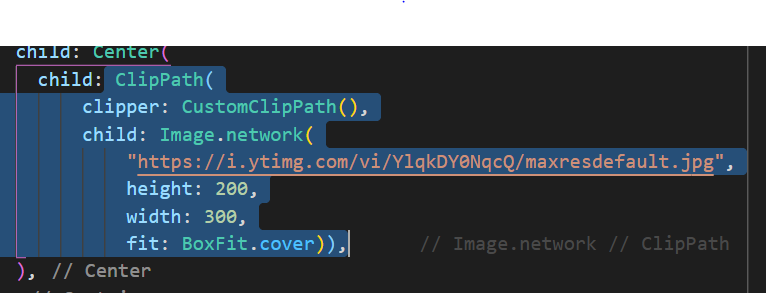 child: Center(
child: ClipPath(
clipper: CustomClipPath(),
child: Image.network(
"https://i.ytimg.com/vi/YlqkDY0NqcQ/maxresdefault.jpg",
height: 200,
width: 300,
fit: BoxFit.cover)), // Image.network // ClipPath
), // Center